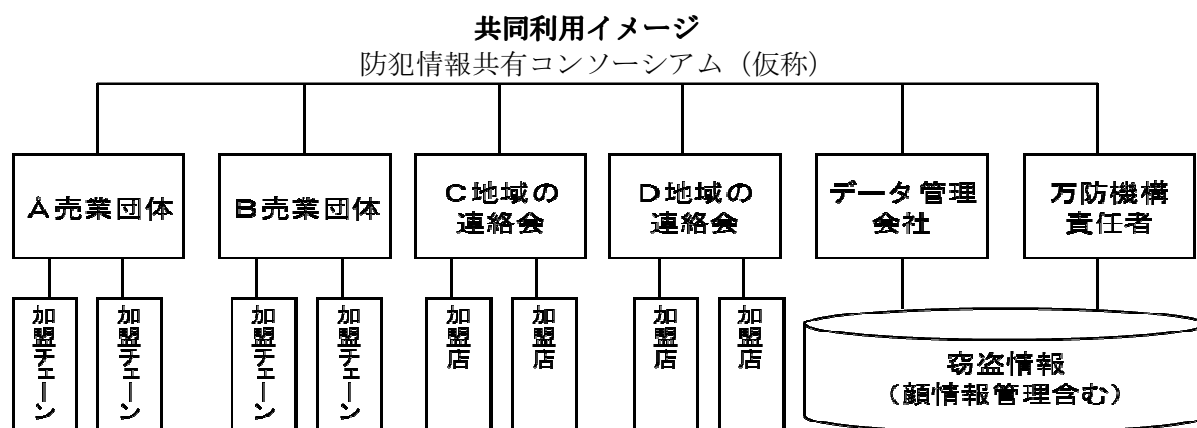 共同利用イメージ
防犯情報共有コンソーシアム（仮称）
A売業団体
B売業団体
C地域の
連絡会
D地域の
連絡会
データ管理
会社
万防機構
責任者
加盟チェーン
加盟チェーン
加盟チェーン
加盟チェーン
加盟店
加盟店
加盟店
加盟店
窃盗情報
（顔情報管理含む）